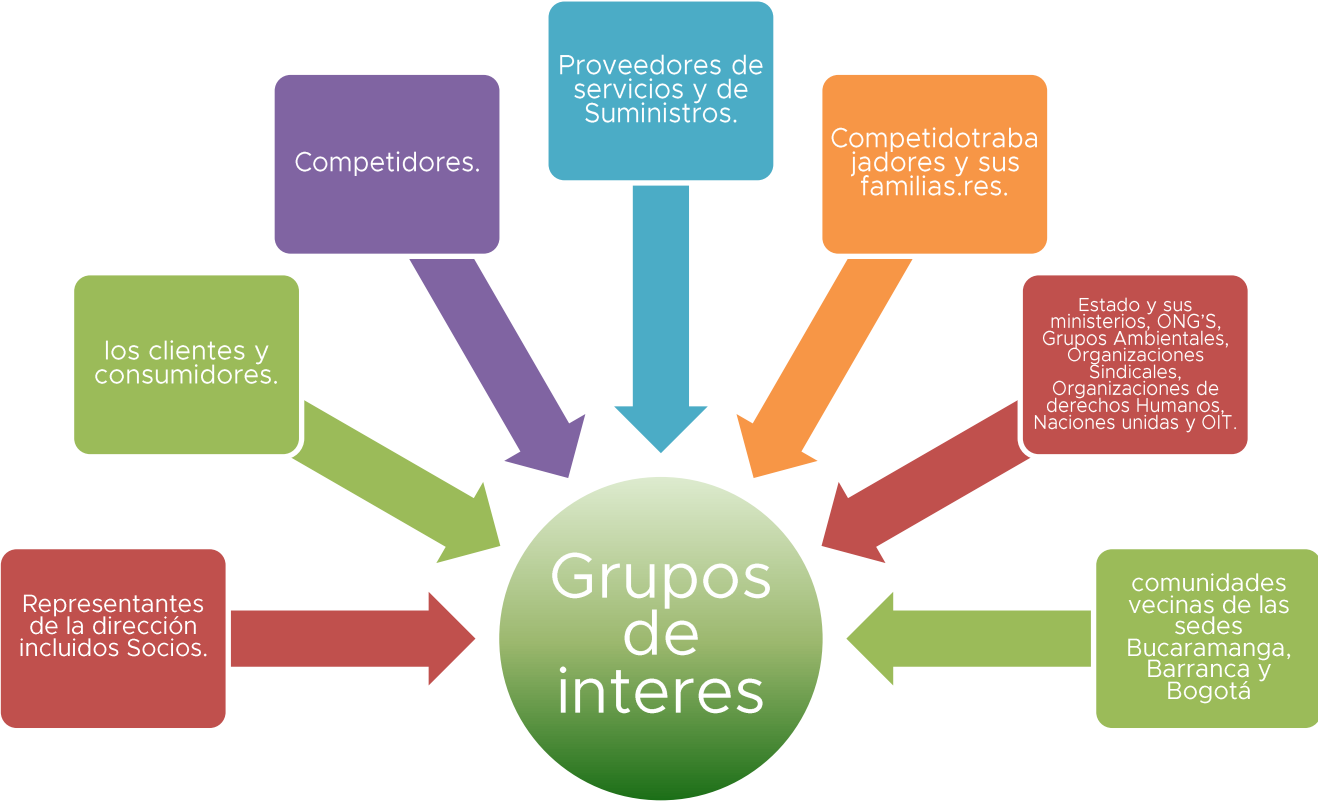 Proveedores de
servicios y de
Suministros.
Competidores.
Competidotraba
jadores y sus
familias.res.
los clientes y
consumidores.
Estado y sus
ministerios, ONG'S,
Grupos Ambientales,
Organizaciones
Sindicales,
Organizaciones de
derechos Humanos,
Naciones unidas y OIT.
Representantes
de la dirección
incluidos Socios.
Grupos
de
interes
comunidades
vecinas de las
sedes
Bucaramanga,
Barranca y
Bogotá